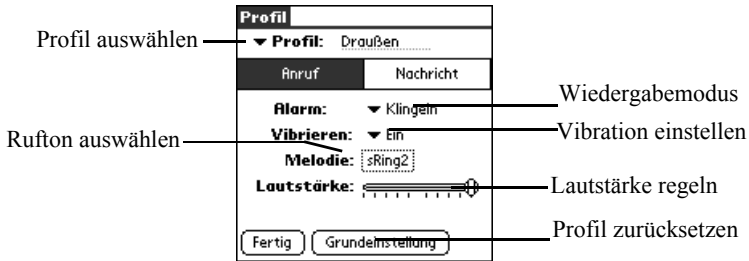 Profil
Profil auswählen
Profil: Draußen
Anruf Nachricht
Alarm: Klingeln
Wiedergabemodus
Vibrieren: Ein
Vibration einstellen
Rufton auswählen
Melodie: sRing2
Lautstärke:
Lautstärke regeln
Fertig Grundeinstellung
Profil zurücksetzen